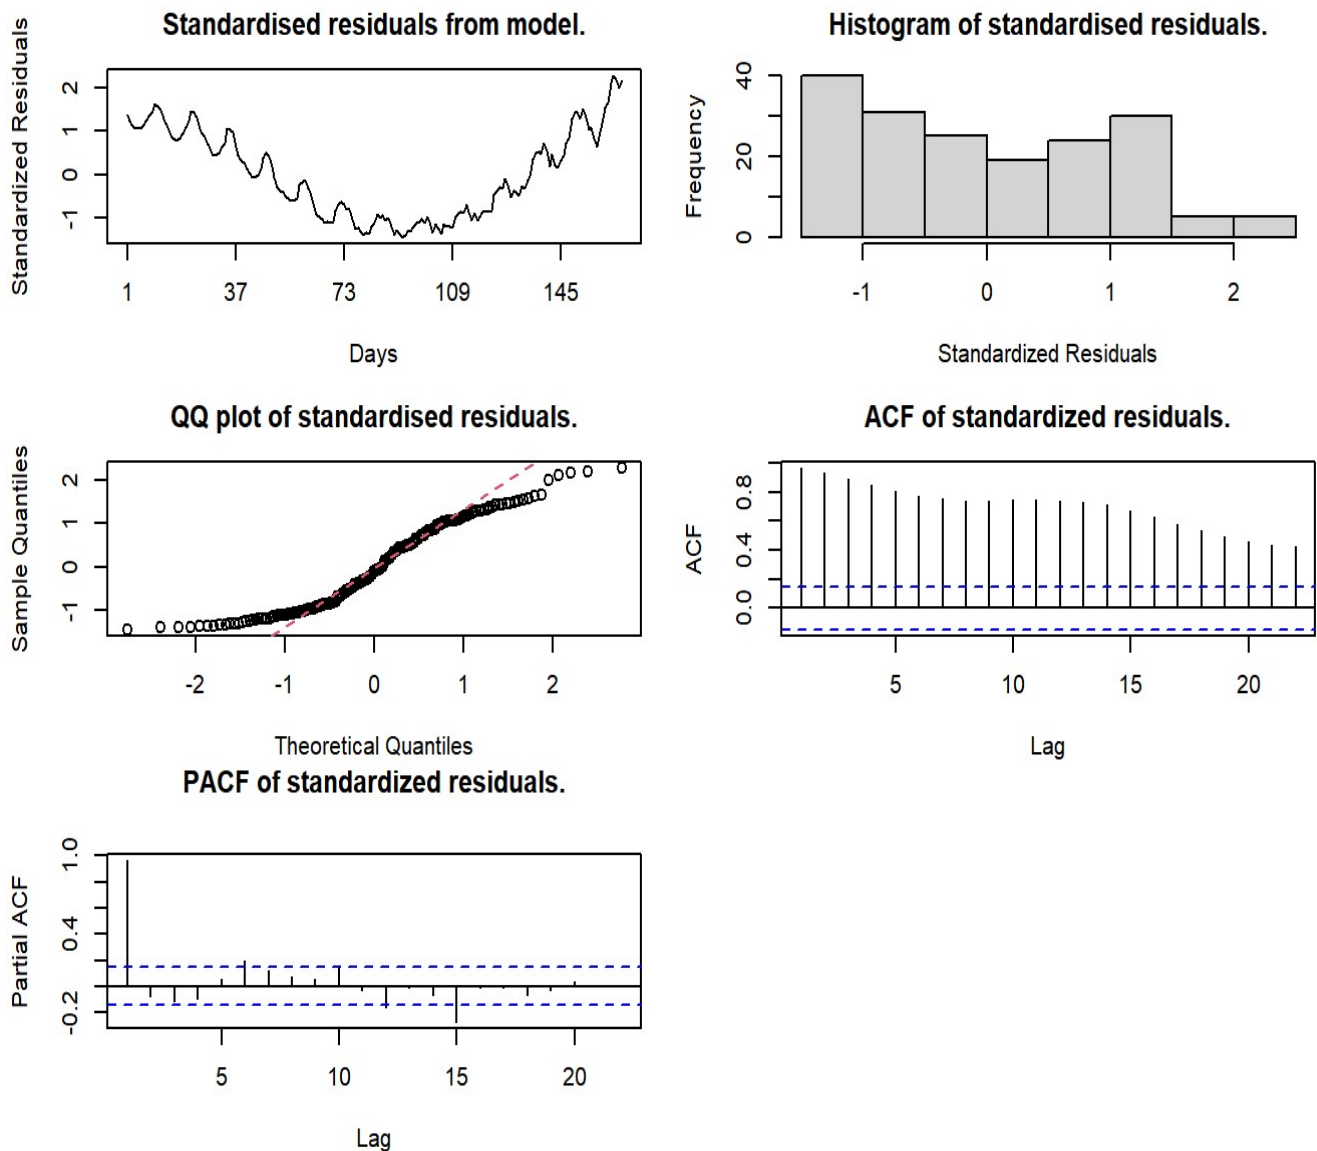 Standardised residuals from model.
Standardized Residuals
2
1
0
-1
1 37 73 109 145
Days
Histogram of standardised residuals.
Frequency
40
20
0
-1 0 1 2
Standardized Residuals
QQ plot of standardised residuals.
Sample Quantiles
2
1
0
-1
-2 -1 0 1 2
Theoretical Quantiles
ACF of standardized residuals.
ACF
0.8
0.4
0.0
5 10 15 20
Lag
PACF of standardized residuals.
Partial ACF
1.0
0.4
-0.2
5 10 15 20
Lag